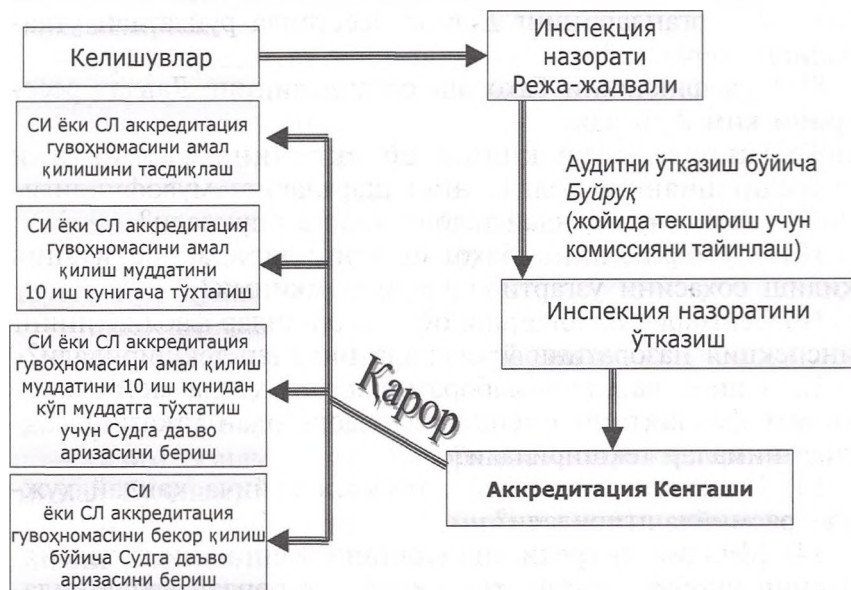 Келишувлар
Инспекция
назорати
Режа-жадвали
СИ ёки СЛ аккредитация
гувоҳномасини амал
қилишини тасдиқлаш
СИ ёки СЛ аккредитация
гувоҳномасини амал
қилиш муддатини
10 иш кунигача тўхтатиш
СИ ёки СЛ аккредитация
гувоҳномасини амал қилиш
муддатини 10 иш кунидан
кўп муддатга тўхтатиш
учун Судга даъво
аризасини бериш
СИ
ёки СЛ аккредитация
гувоҳномасини бекор қилиш
бўйича Судга даъво
аризасини бериш
Аудитни ўтказиш бўйича
Буйруқ
(жойида текшириш учун
комиссияни тайинлаш)
Инспекция назоратини
ўтказиш
Қарор
Аккредитация Кенгаши